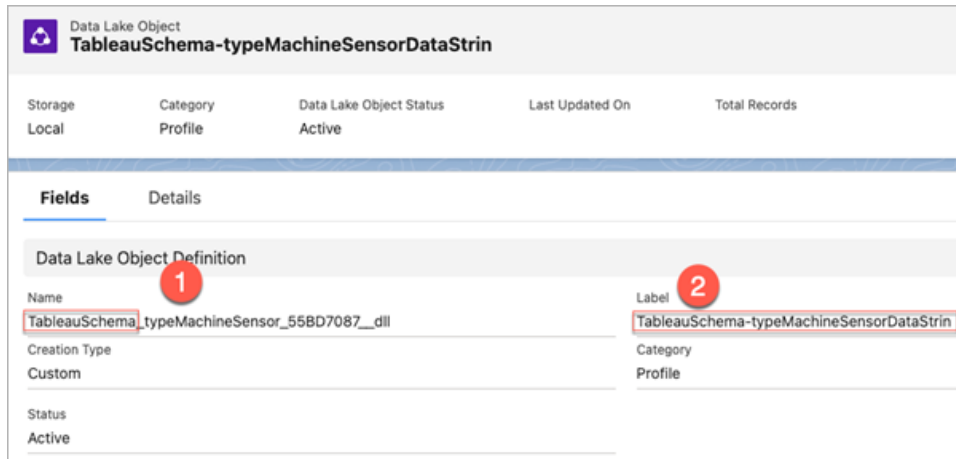 Data Lake Object
TableauSchema-typeMachineSensorDataStrin
Storage Category Data Lake Object Status Last Updated On Total Records
Local Profile Active
Fields Details
Data Lake Object Definition
1 2
Name Label
TableauSchema_typeMachineSensor_55BD7087__dll TableauSchema-typeMachineSensorDataStrin
Creation Type Category
Custom Profile
Status
Active